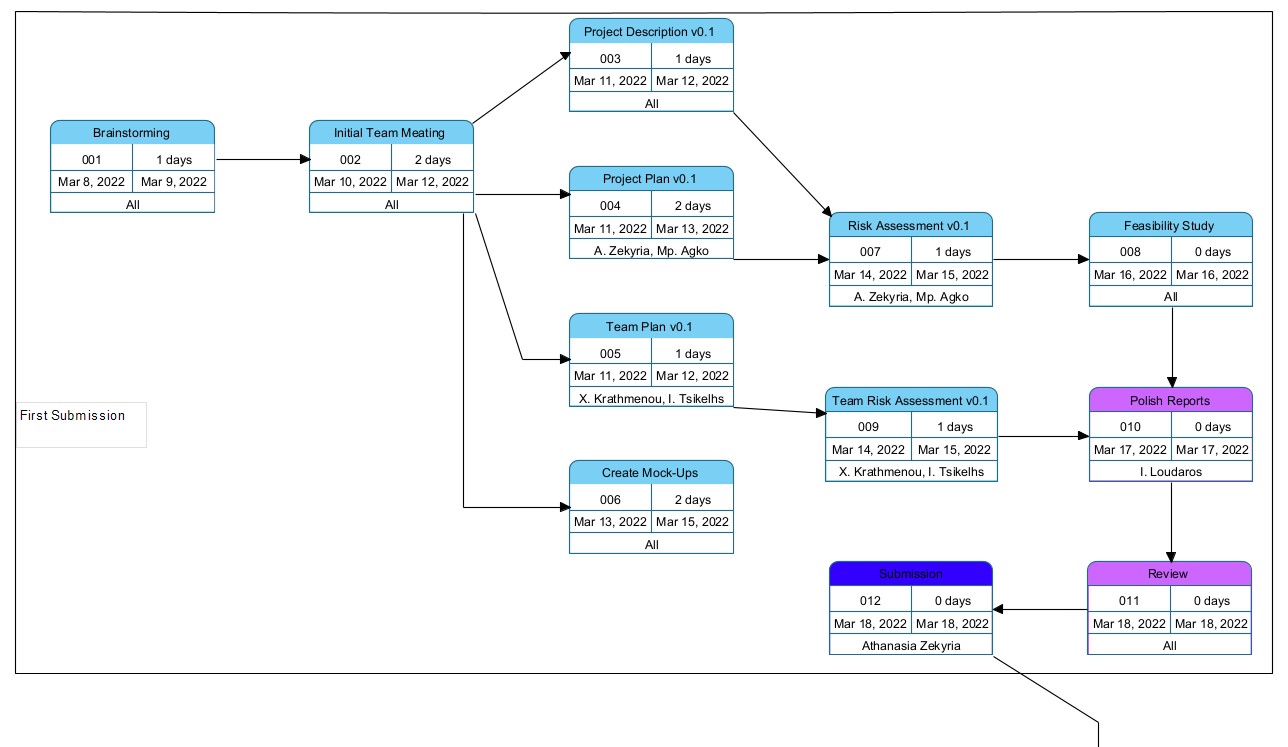 Project Description v0.1
003 1 days
Mar 11, 2022 Mar 12, 2022
All
Brainstorming
001 1 days
Mar 8, 2022 Mar 9, 2022
All
Initial Team Meating
002 2 days
Mar 10, 2022 Mar 12, 2022
All
Project Plan v0.1
004 2 days
Mar 11, 2022 Mar 13, 2022
A. Zekyria, Mp. Agko
Risk Assessment v0.1
007 1 days
Mar 14, 2022 Mar 15, 2022
A. Zekyria, Mp. Agko
Feasibility Study
008 0 days
Mar 16, 2022 Mar 16, 2022
All
Team Plan v0.1
005 1 days
Mar 11, 2022 Mar 12, 2022
X. Krathmenou, I. Tsikelhs
First Submission
Team Risk Assessment v0.1
009 1 days
Mar 14, 2022 Mar 15, 2022
X. Krathmenou, I. Tsikelhs
Polish Reports
010 0 days
Mar 17, 2022 Mar 17, 2022
I. Loudaros
Create Mock-Ups
006 2 days
Mar 13, 2022 Mar 15, 2022
All
Submission
012 0 days
Mar 18, 2022 Mar 18, 2022
Athanasia Zekyria
Review
011 0 days
Mar 18, 2022 Mar 18, 2022
All